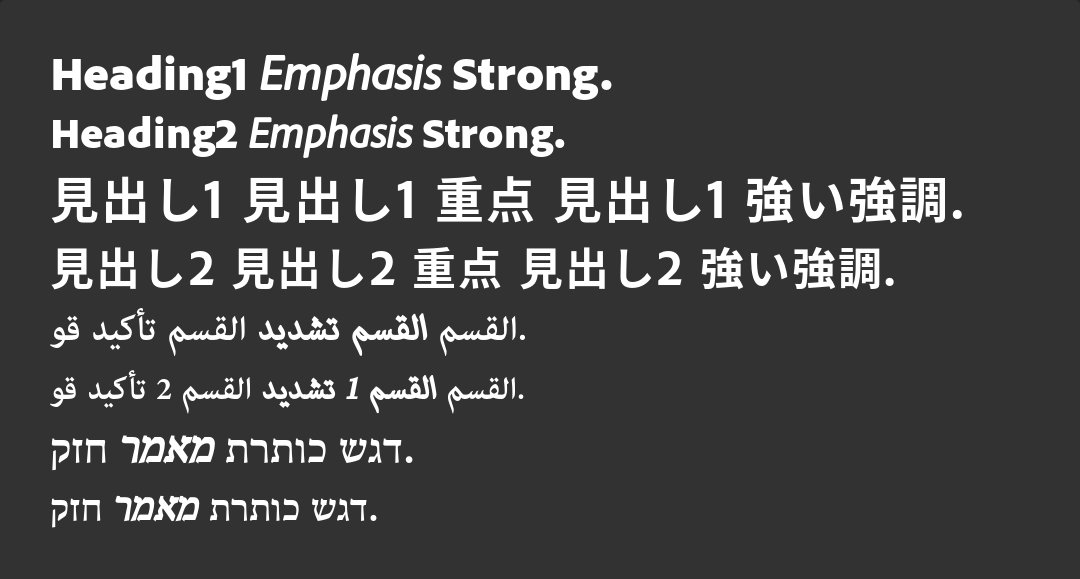 Heading1 Emphasis Strong.
Heading2 Emphasis Strong.
見出し1 見出し1 重点 見出し1 強い強調.
見出し2 見出し2 重点 見出し2 強い強調.
القسم القسم تشديد القسم تأكيد قو.
القسم القسم 1 تشديد القسم 2 تأكيد قو.
דגש כותרת מאמר חזק.
דגש כותרת מאמר חזק.